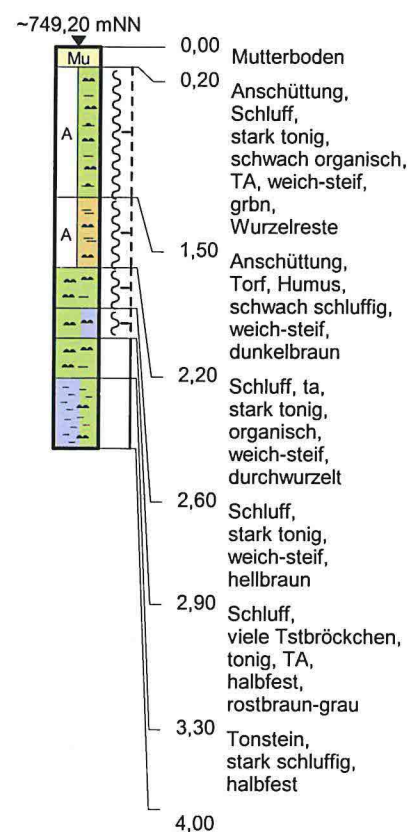 ~749,20 mNN
0,00
Mu
Mutterboden
0,20
Anschüttung,
Schluff,
stark tonig,
schwach organisch,
TA, weich-steif,
grbn,
Wurzelreste
A
1,50
Anschüttung,
Torf, Humus,
schwach schluffig,
weich-steif,
dunkelbraun
A
2,20
Schluff, ta,
stark tonig,
organisch,
weich-steif,
durchwurzelt
2,60
Schluff,
stark tonig,
weich-steif,
hellbraun
2,90
Schluff,
viele Tstbröckchen,
tonig, TA,
halbfest,
rostbraun-grau
3,30
Tonstein,
stark schluffig,
halbfest
4,00